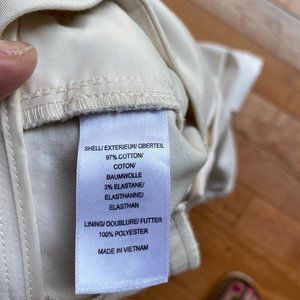 SHELL/ EXTERIEUR/ OBERTEIL
97% COTTON/
COTON/
BAUMWOLLE
3% ELASTANE/
ELASTHANNE/
ELASTHAN
LINING/ DOUBLURE/ FUTTER
100% POLYESTER
MADE IN VIETNAM